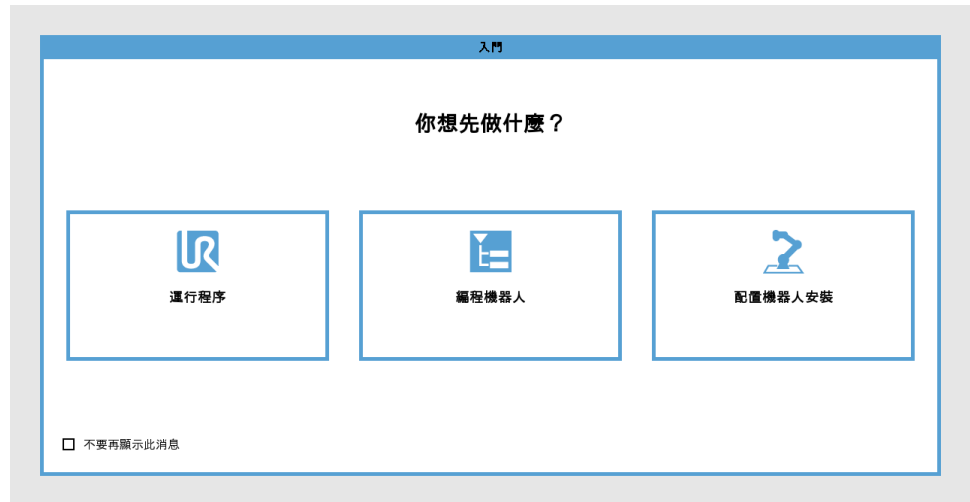 入門
你想先做什麼？
運行程序
編程機器人
配置機器人安裝
不要再顯示此消息